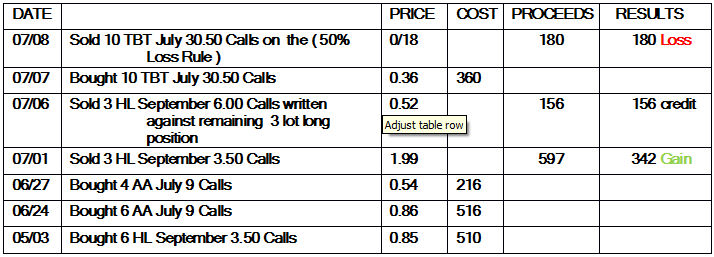 DATE PRICE COST PROCEEDS RESULTS
07/08 Sold 10 TBT July 30.50 Calls on the ( 50% 0/18 180 180 Loss
Loss Rule )
07/07 Bought 10 TBT July 30.50 Calls 0.36 360
07/06 Sold 3 HL September 6.00 Calls written 0.52 156 156 credit
against remaining 3 lot long
position
Adjust table row
07/01 Sold 3 HL September 3.50 Calls 1.99 597 342 Gain
06/27 Bought 4 AA July 9 Calls 0.54 216
06/24 Bought 6 AA July 9 Calls 0.86 516
05/03 Bought 6 HL September 3.50 Calls 0.85 510